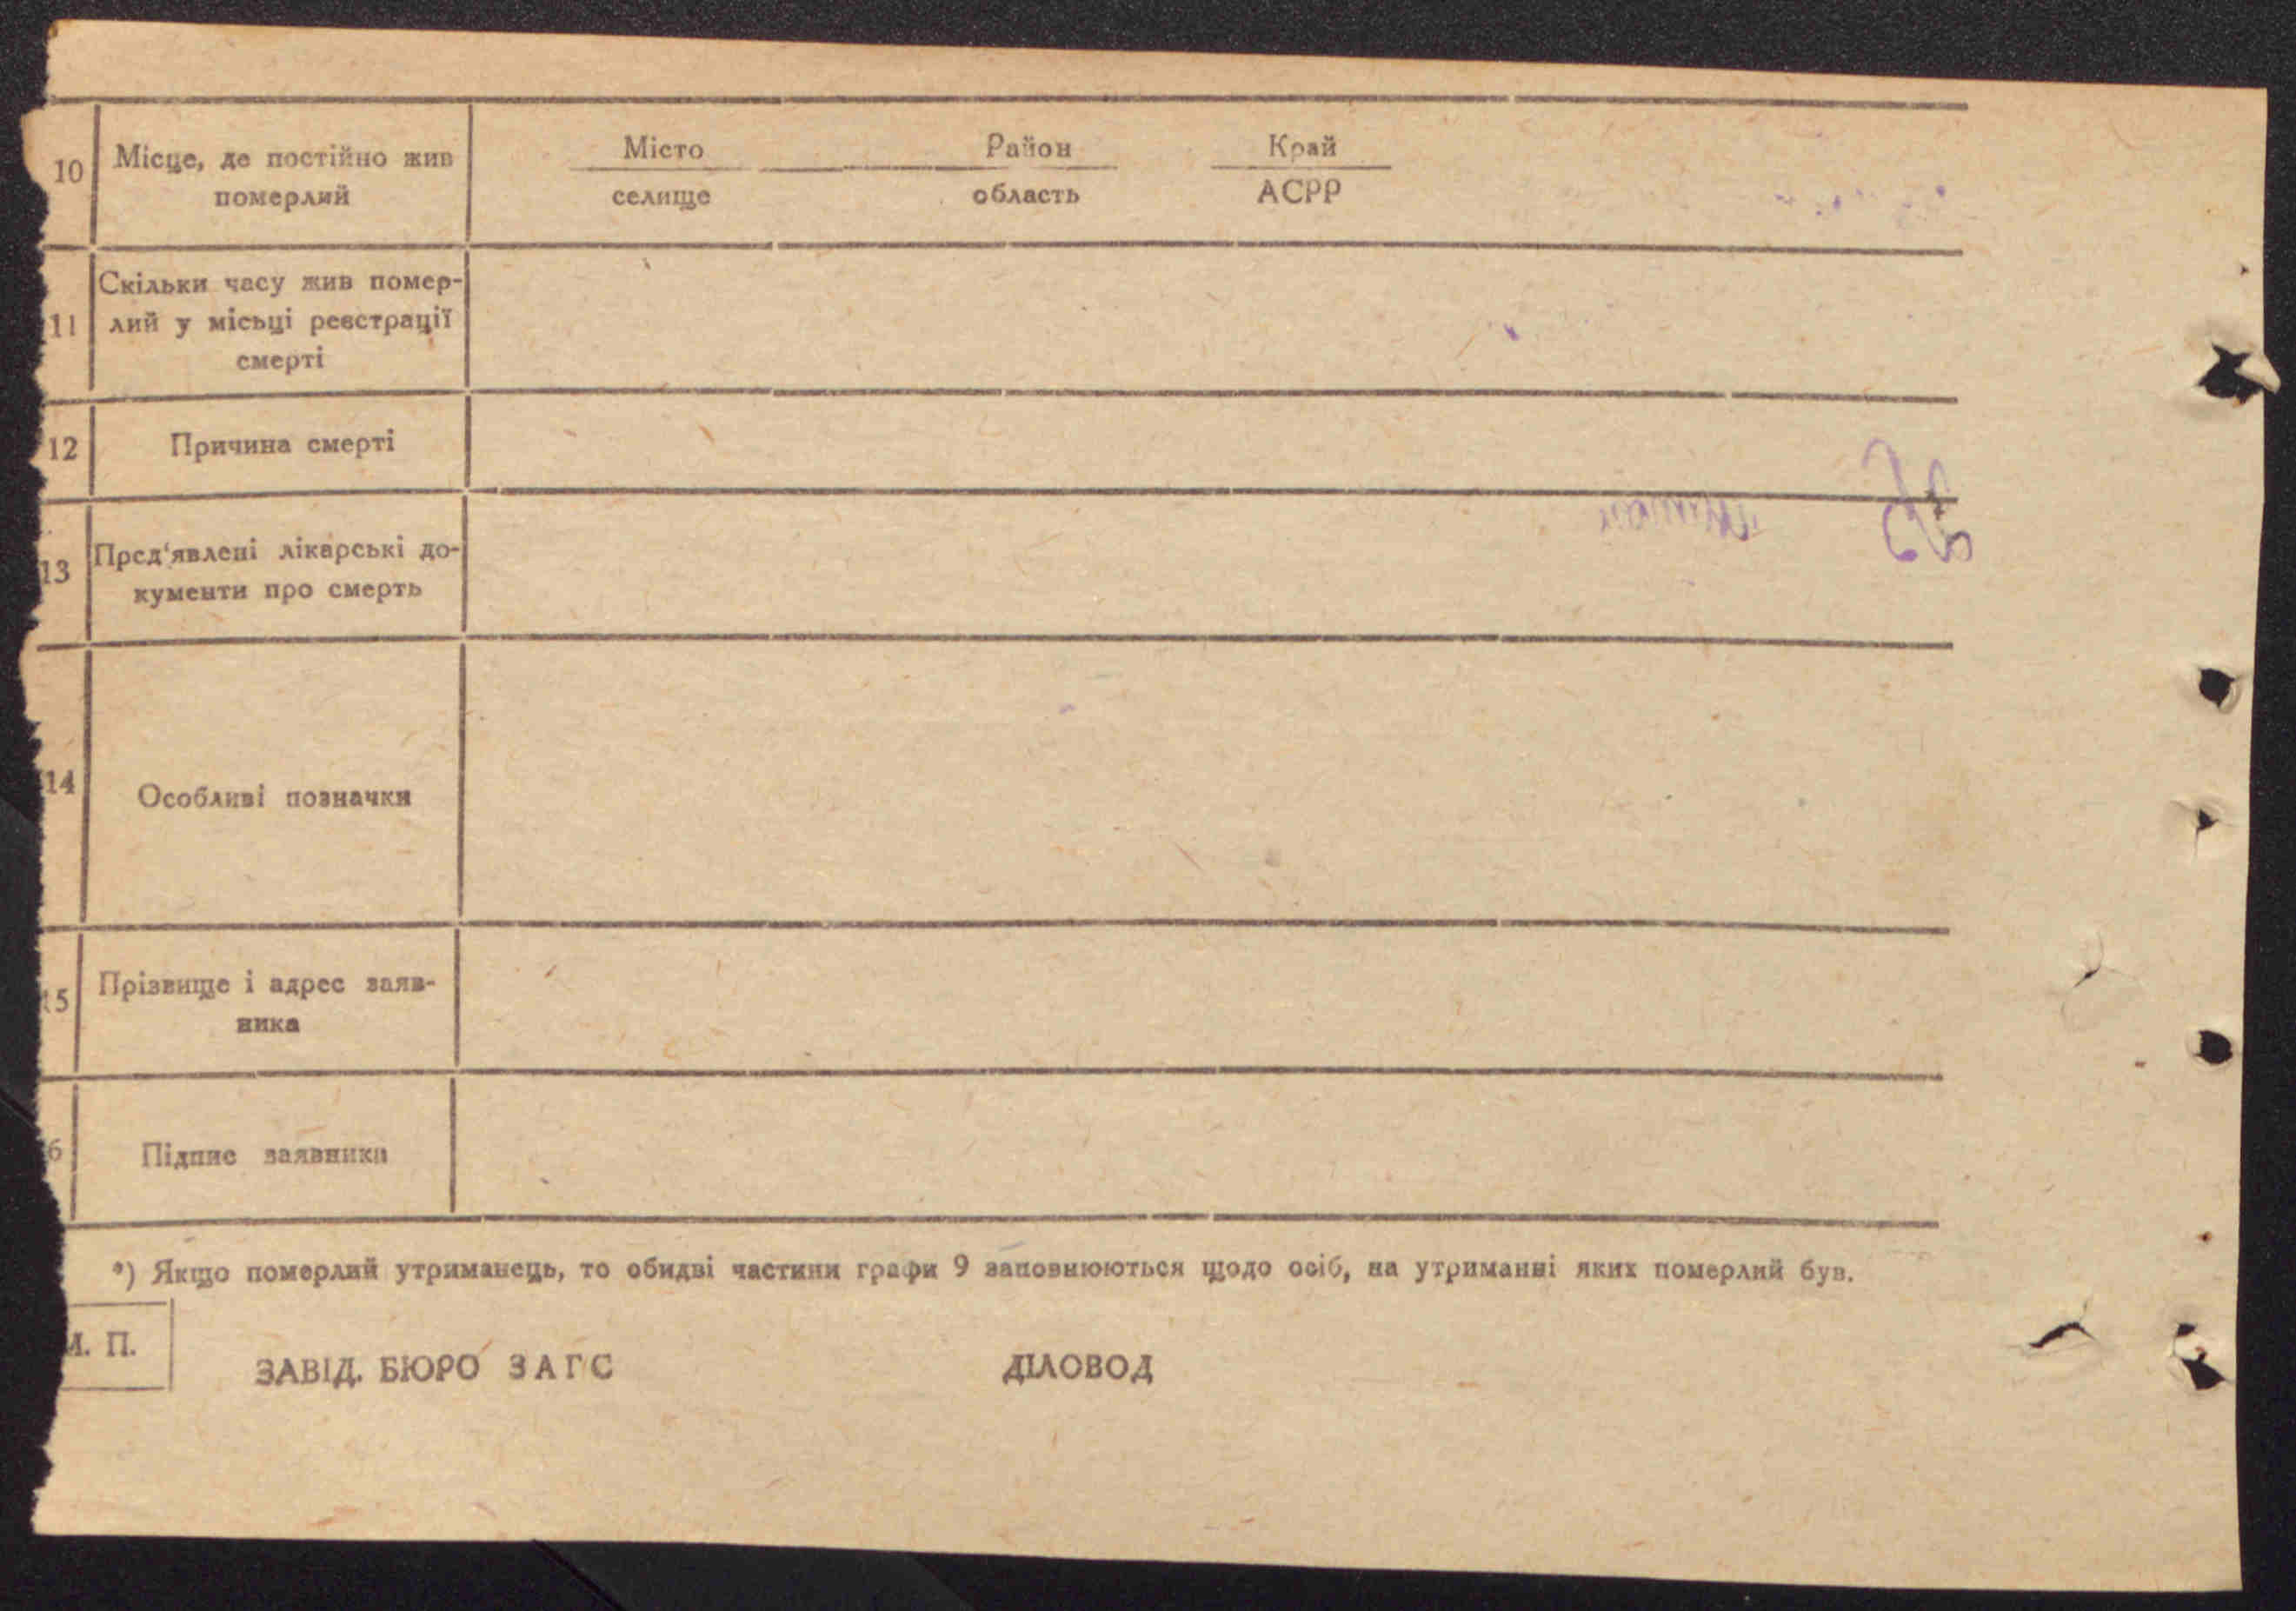 10 Місце, де постійно жив Місто Район Край
померлий селище область АСРР
Скільки часу жив помер-
11 лий у місьці реєстрації
смерті
12 Причина смерті
Пред‘явлені лікарські до-
13 кументи про смерть
14 Особливі позначки
15 Прізвище і адрес заяв-
ника
6 Підпис заявника
*) Якщо померлий утриманець, то обидві частини графи 9 заповнюються щодо осіб, на утриманні яких померлий був.
М. П.
ЗАВІД. БЮРО ЗАГС ДІЛОВОД